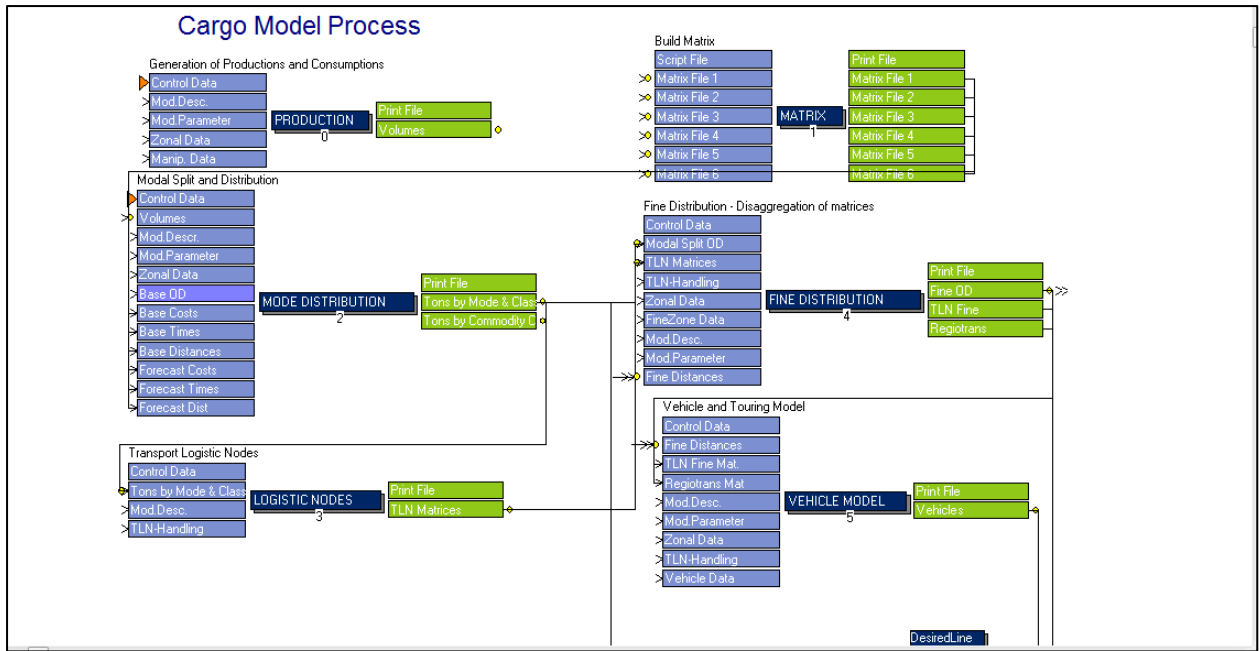 Cargo Model Process
Generation of Productions and Consumptions
Control Data
Mod.Desc.
Mod.Parameter
Zonal Data
Manip. Data
PRODUCTION
0
Print File
Volumes
Build Matrix
Script File
Matrix File 1
Matrix File 2
Matrix File 3
Matrix File 4
Matrix File 5
Matrix File 6
MATRIX
1
Print File
Matrix File 1
Matrix File 2
Matrix File 3
Matrix File 4
Matrix File 5
Matrix File 6
Modal Split and Distribution
Control Data
Volumes
Mod.Descr.
Mod.Parameter
Zonal Data
Base OD
Base Costs
Base Times
Base Distances
Forecast Costs
Forecast Times
Forecast Dist
MODE DISTRIBUTION
2
Print File
Tons by Mode & Clas
Tons by Commodity C
Fine Distribution - Disaggregation of matrices
Control Data
Modal Split OD
TLN Matrices
TLN-Handling
Zonal Data
FineZone Data
Mod.Desc.
Mod.Parameter
Fine Distances
FINE DISTRIBUTION
4
Print File
Fine OD
TLN Fine
Regiotrans
Transport Logistic Nodes
Control Data
Tons by Mode & Class
Mod.Desc.
TLN-Handling
LOGISTIC NODES
3
Print File
TLN Matrices
Vehicle and Touring Model
Control Data
Fine Distances
TLN Fine Mat.
Regiotrans Mat
Mod.Desc.
Mod.Parameter
Zonal Data
TLN-Handling
Vehicle Data
VEHICLE MODEL
5
Print File
Vehicles
DesiredLine